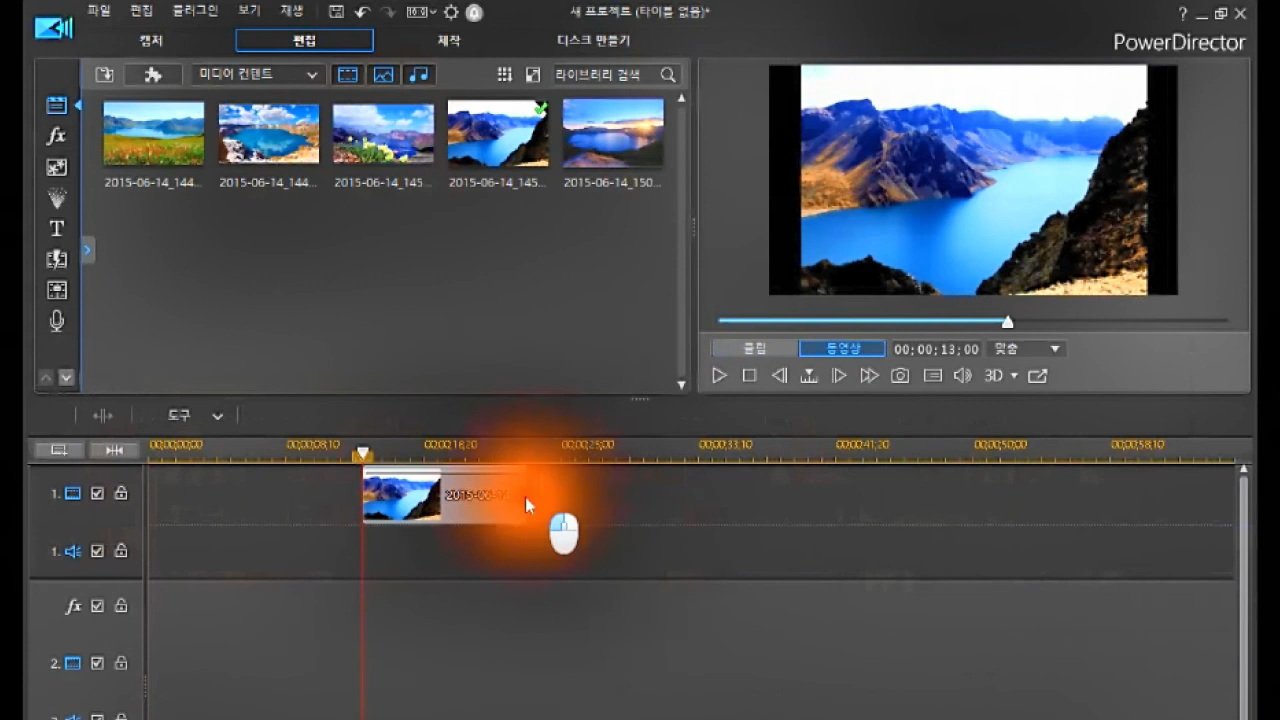 파일 편집 플러그인 보기 재생 새 프로젝트 (타이틀 없음)* ?
캡처 편집 제작 디스크 만들기 PowerDirector
미디어 컨텐트 라이브러리 검색
2015-06-14_144... 2015-06-14_144... 2015-06-14_145... 2015-06-14_145... 2015-06-14_150...
fx
T
클립 동영상 00;00;13;00 맞춤
3D
도구
00;00;00;00 00;00;08;10 00;00;16;20 00;00;25;00 00;00;33;10 00;00;41;20 00;00;50;00 00;00;58;10
1. 2015-06-1
1.
fx
2.